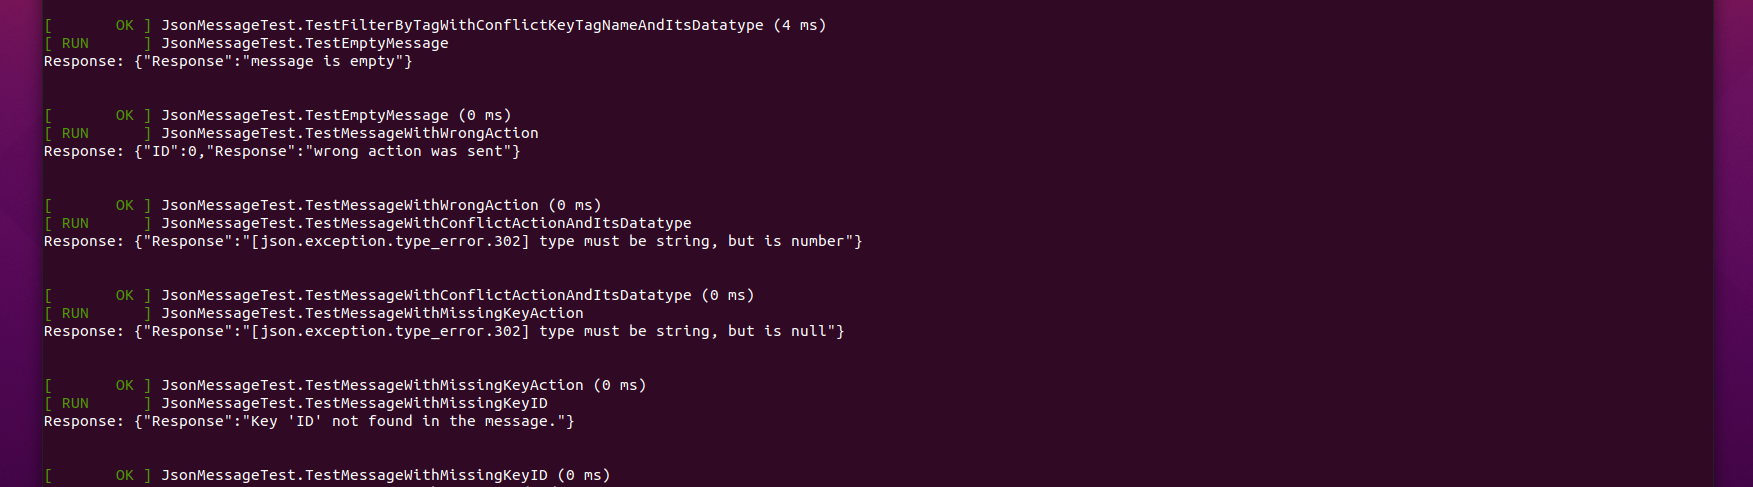 [       OK ] JsonMessageTest.TestFilterByTagWithConflictKeyTagNameAndItsDatatype (4 ms)
[ RUN      ] JsonMessageTest.TestEmptyMessage
Response: {"Response":"message is empty"}
[       OK ] JsonMessageTest.TestEmptyMessage (0 ms)
[ RUN      ] JsonMessageTest.TestMessageWithWrongAction
Response: {"ID":0,"Response":"wrong action was sent"}
[       OK ] JsonMessageTest.TestMessageWithWrongAction (0 ms)
[ RUN      ] JsonMessageTest.TestMessageWithConflictActionAndItsDatatype
Response: {"Response":"[json.exception.type_error.302] type must be string, but is number"}
[       OK ] JsonMessageTest.TestMessageWithConflictActionAndItsDatatype (0 ms)
[ RUN      ] JsonMessageTest.TestMessageWithMissingKeyAction
Response: {"Response":"[json.exception.type_error.302] type must be string, but is null"}
[       OK ] JsonMessageTest.TestMessageWithMissingKeyAction (0 ms)
[ RUN      ] JsonMessageTest.TestMessageWithMissingKeyID
Response: {"Response":"Key 'ID' not found in the message."}
[       OK ] JsonMessageTest.TestMessageWithMissingKeyID (0 ms)